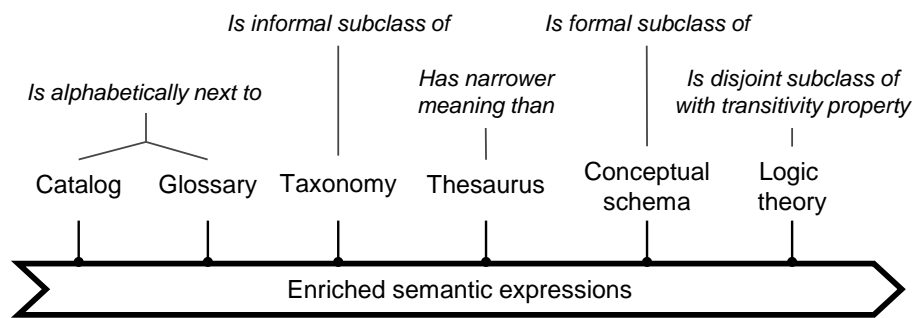 Is informal subclass of
Is formal subclass of
Is alphabetically next to
Has narrower
meaning than
Is disjoint subclass of
with transitivity property
Catalog
Glossary
Taxonomy
Thesaurus
Conceptual
schema
Logic
theory
Enriched semantic expressions